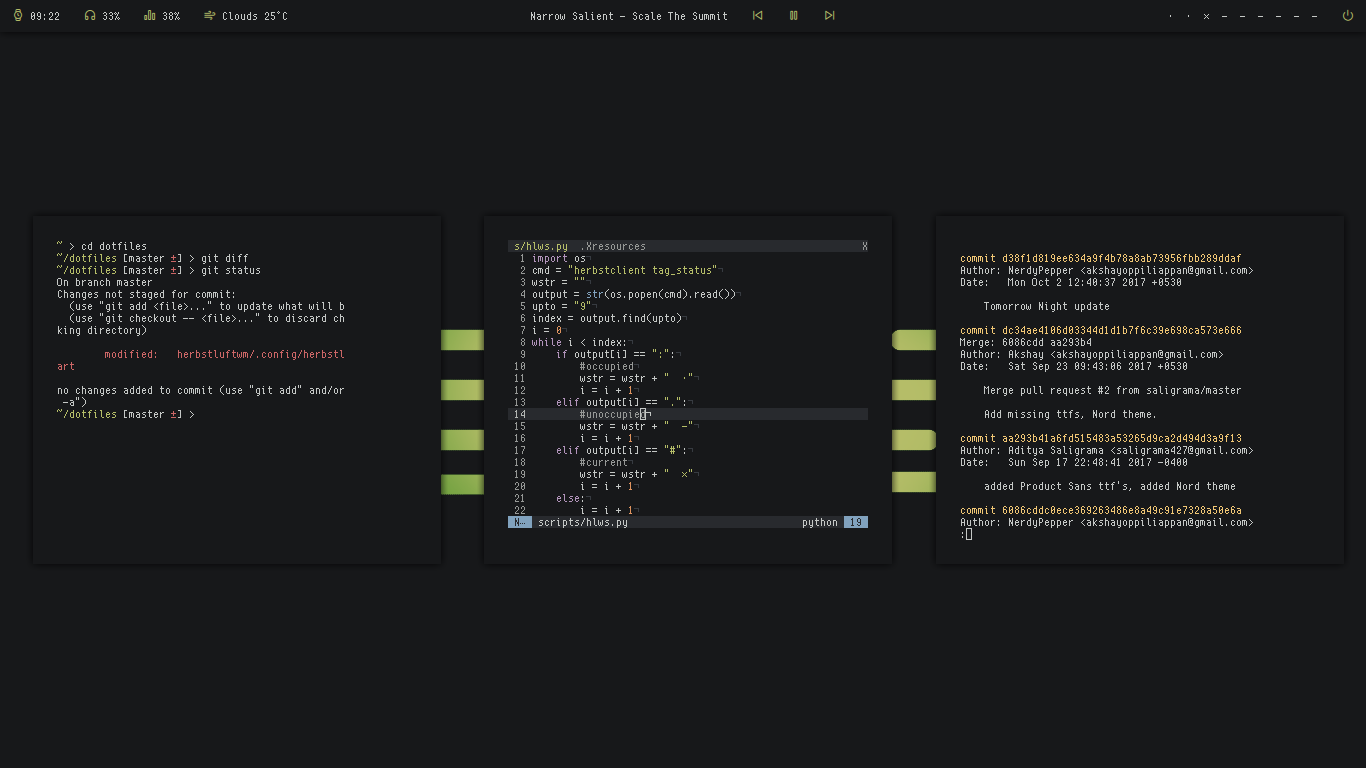 09:22 33% 38% Clouds 25°C Narrow Salient – Scale The Summit · · × – – – – – –
~ > cd dotfiles
~/dotfiles [master ±] > git diff
~/dotfiles [master ±] > git status
On branch master
Changes not staged for commit:
  (use "git add <file>..." to update what will b
  (use "git checkout -- <file>..." to discard ch
king directory)
        modified:   herbstluftwm/.config/herbstl
art
no changes added to commit (use "git add" and/or
 -a")
~/dotfiles [master ±] >
s/hlws.py  .Xresources X
1 import os¬
2 cmd = "herbstclient tag_status"¬
3 wstr = ""¬
4 output = str(os.popen(cmd).read())¬
5 upto = "9"¬
6 index = output.find(upto)¬
7 i = 0¬
8 while i < index:¬
9     if output[i] == ":":¬
10         #occupied¬
11         wstr = wstr + "  ·"¬
12         i = i + 1¬
13     elif output[i] == ".":¬
14         #unoccupied¬
15         wstr = wstr + "  –"¬
16         i = i + 1¬
17     elif output[i] == "#":¬
18         #current¬
19         wstr = wstr + "  ×"¬
20         i = i + 1¬
21     else:¬
22         i = i + 1¬
N… scripts/hlws.py python 19
commit d38f1d819ee634a9f4b78a8ab73956fbb289ddaf
Author: NerdyPepper <akshayoppiliappan@gmail.com>
Date:   Mon Oct 2 12:40:37 2017 +0530
    Tomorrow Night update
commit dc34ae4106d03344d1d1b7f6c39e698ca573e666
Merge: 6086cdd aa293b4
Author: Akshay <akshayoppiliappan@gmail.com>
Date:   Sat Sep 23 09:43:06 2017 +0530
    Merge pull request #2 from saligrama/master
    Add missing ttfs, Nord theme.
commit aa293b41a6fd515483a53265d9ca2d494d3a9f13
Author: Aditya Saligrama <saligrama427@gmail.com>
Date:   Sun Sep 17 22:48:41 2017 -0400
    added Product Sans ttf's, added Nord theme
commit 6086cddc0ece369263486e8a49c91e7328a50e6a
Author: NerdyPepper <akshayoppiliappan@gmail.com>
: